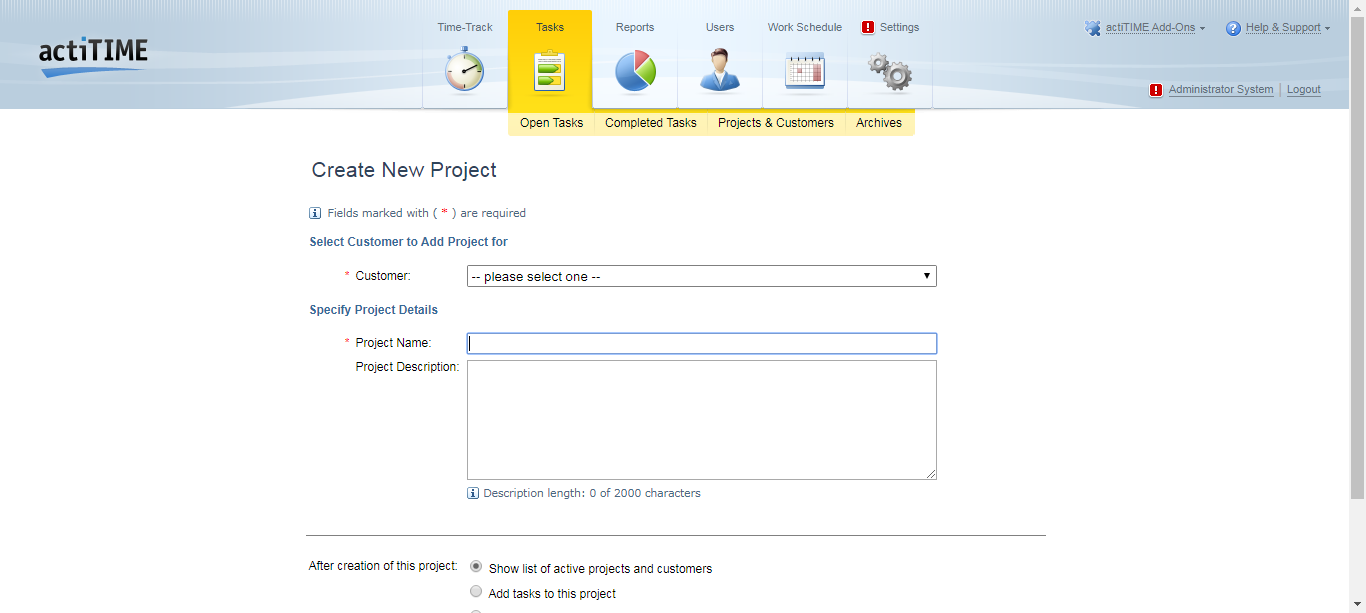 actiTIME
Time-Track
Tasks
Reports
Users
Work Schedule
! Settings
actiTIME Add-Ons
? Help & Support
! Administrator System | Logout
Open Tasks
Completed Tasks
Projects & Customers
Archives
Create New Project
i Fields marked with ( * ) are required
Select Customer to Add Project for
* Customer: -- please select one --
Specify Project Details
* Project Name:
Project Description:
i Description length: 0 of 2000 characters
After creation of this project: Show list of active projects and customers
Add tasks to this project